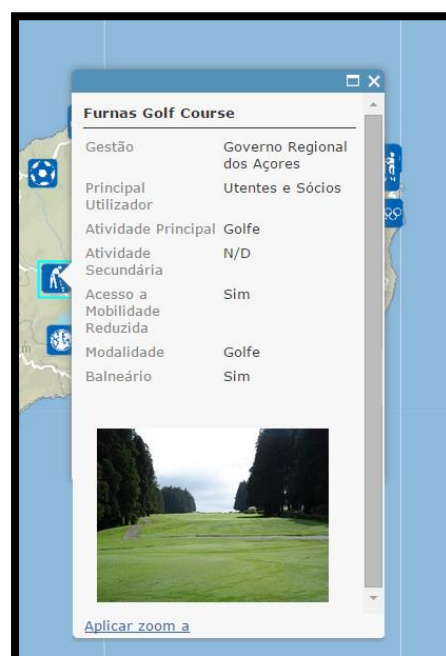 Furnas Golf Course
Gestão Governo Regional
dos Açores
Principal Utentes e Sócios
Utilizador
Atividade Principal Golfe
Atividade N/D
Secundária
Acesso a Sim
Mobilidade
Reduzida
Modalidade Golfe
Balneário Sim
Aplicar zoom a